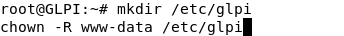 root@GLPI:~# mkdir /etc/glpi
chown -R www-data /etc/glpi